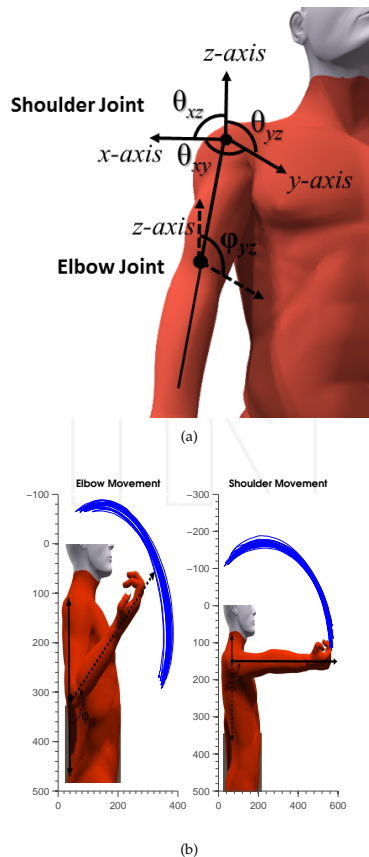 z-axis
θxz
Shoulder Joint
θyz
x-axis
θxy
y-axis
z-axis
φyz
Elbow Joint
(a)
Elbow Movement
Shoulder Movement
−100
0
100
200
300
400
500
0
200
400
−300
−200
−100
0
100
200
300
400
500
0
200
400
600
(b)